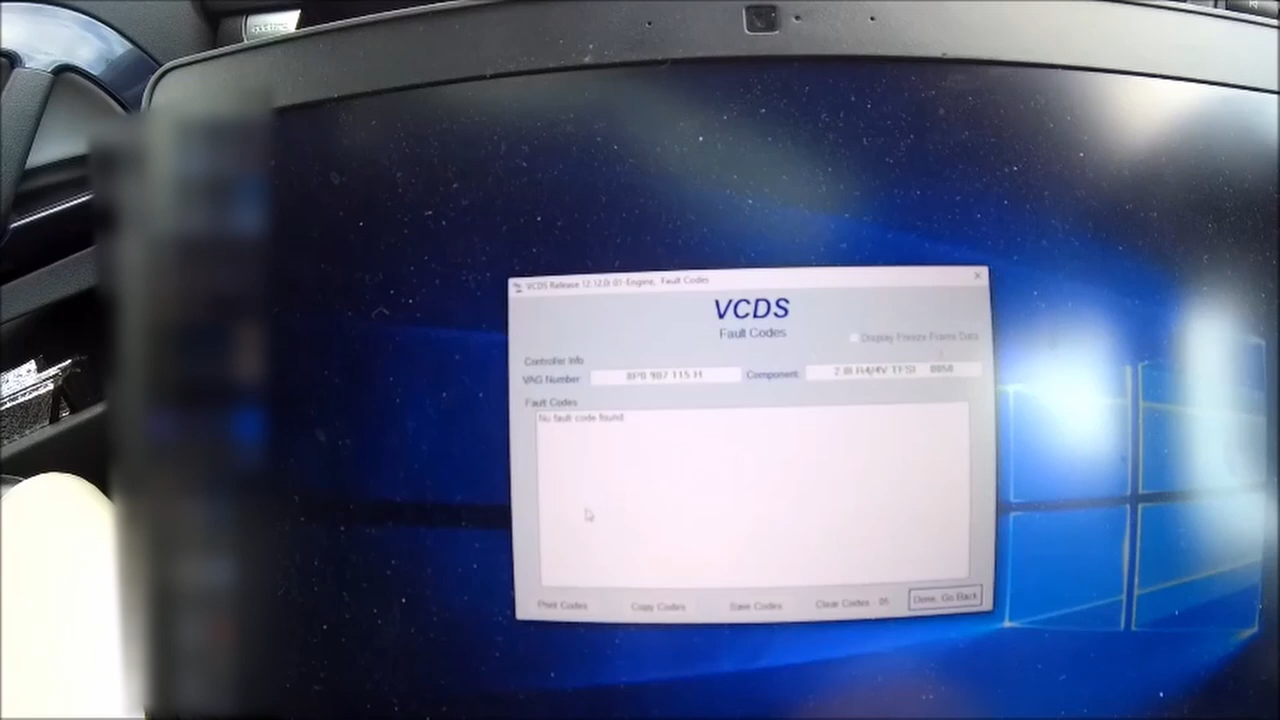 VCDS Release 12.12.0: 01-Engine, Fault Codes
VCDS
Fault Codes
Display Freeze Frame Data
Controller Info
VAG Number: 8P0 907 115 H Component: 2.0l R4/4V TFSI 0050
Fault Codes
No fault code found
Print Codes Copy Codes Save Codes Clear Codes - 05 Done, Go Back